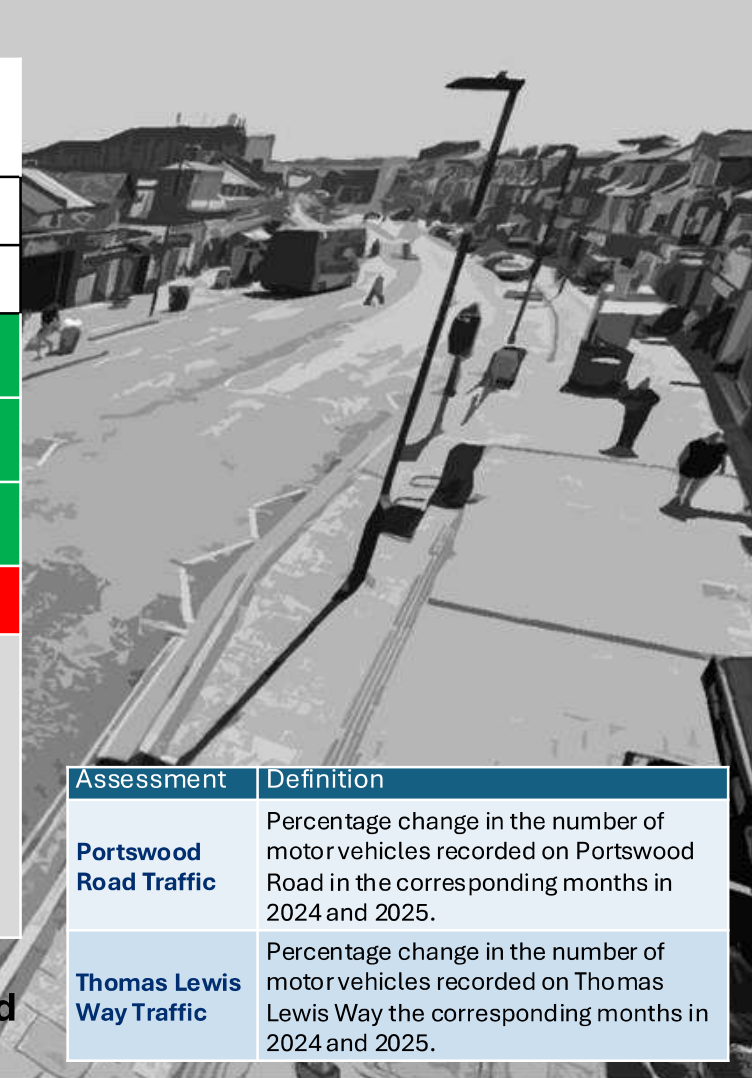 Assessment Definition
Portswood
Road Traffic
Percentage change in the number of
motor vehicles recorded on Portswood
Road in the corresponding months in
2024 and 2025.
Thomas Lewis
Way Traffic
Percentage change in the number of
motor vehicles recorded on Thomas
Lewis Way the corresponding months in
2024 and 2025.
d